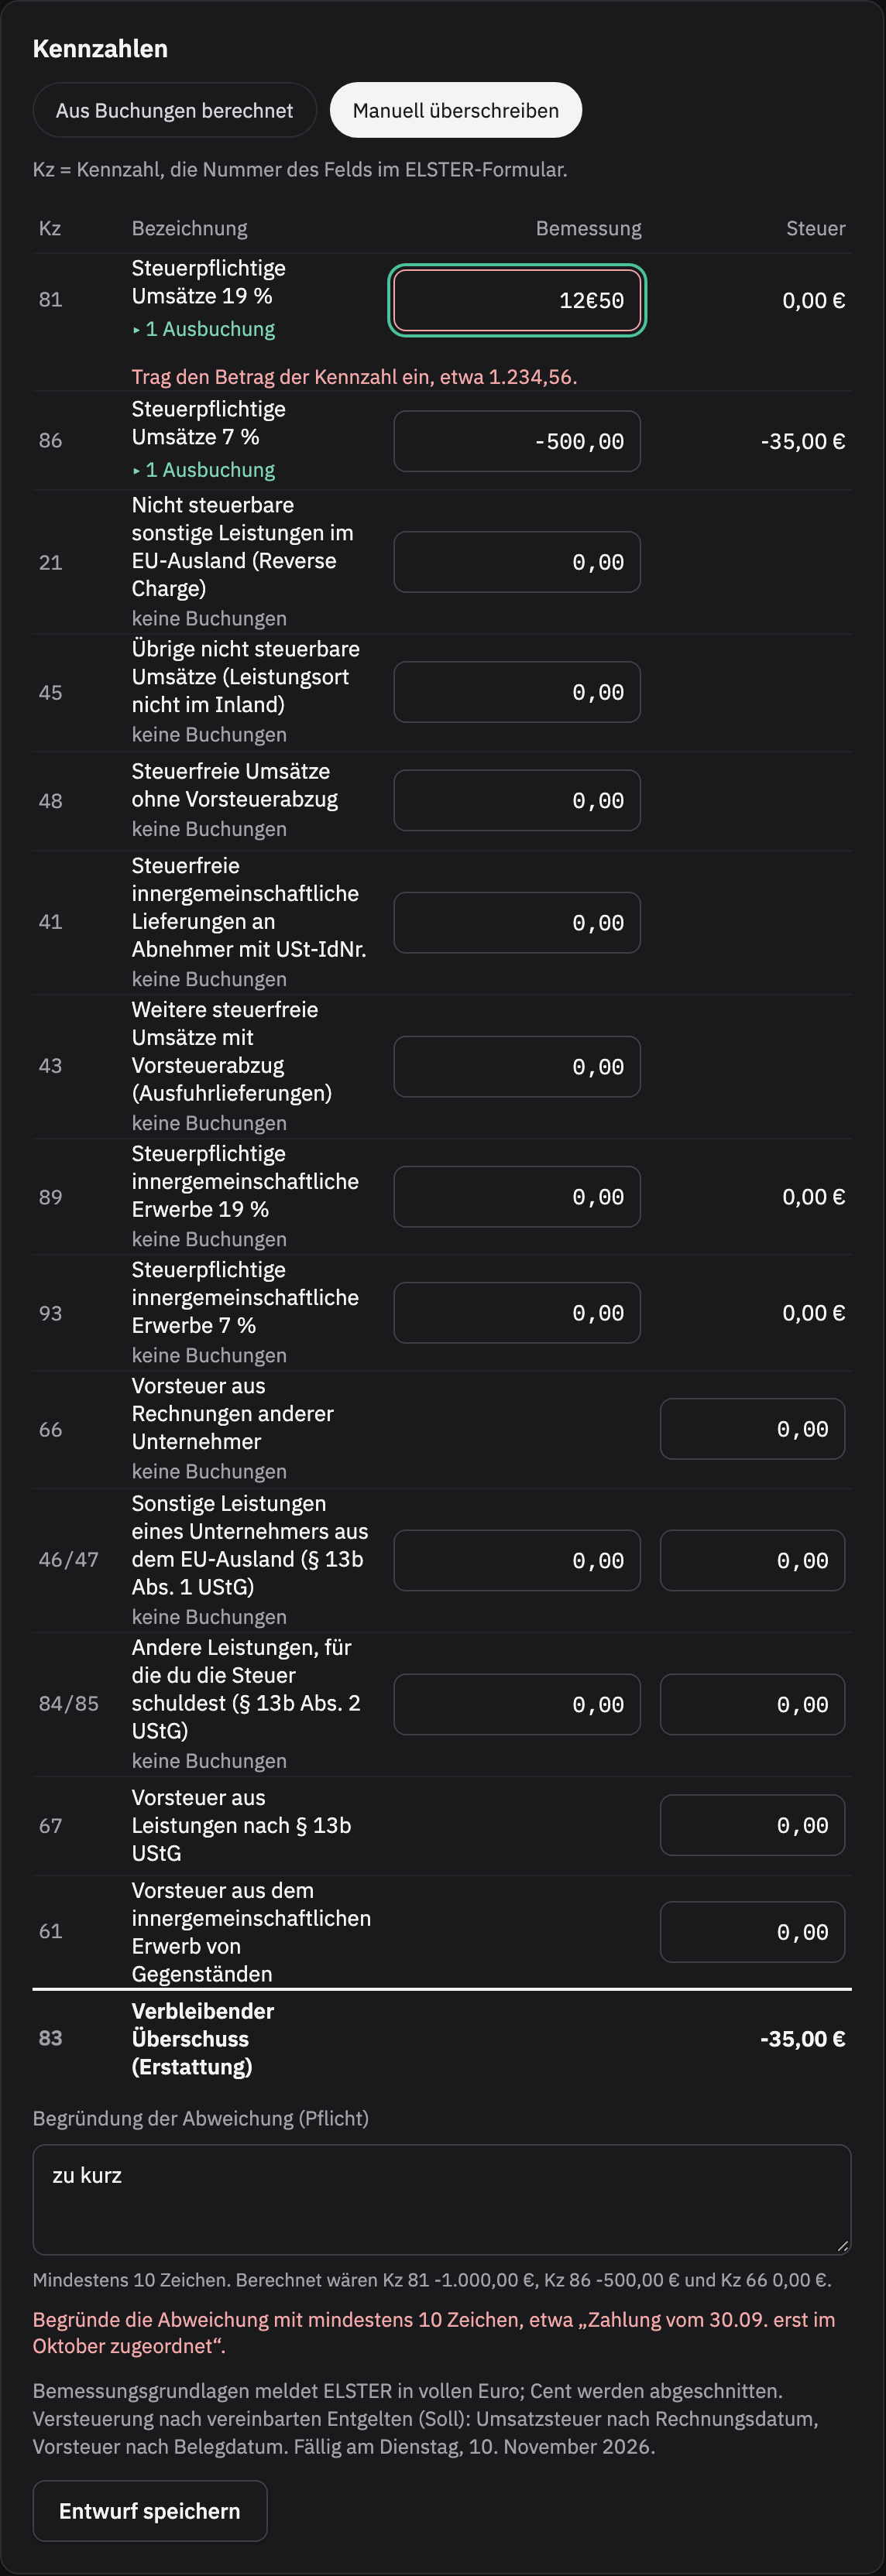 Kennzahlen
Aus Buchungen berechnet
Manuell überschreiben
Kz = Kennzahl, die Nummer des Felds im ELSTER-Formular.
Kz Bezeichnung Bemessung Steuer
81 Steuerpflichtige Umsätze 19 % 12€50 0,00 €
▸ 1 Ausbuchung
Trag den Betrag der Kennzahl ein, etwa 1.234,56.
86 Steuerpflichtige Umsätze 7 % -500,00 -35,00 €
▸ 1 Ausbuchung
21 Nicht steuerbare
sonstige Leistungen im
EU-Ausland (Reverse
Charge) 0,00
keine Buchungen
45 Übrige nicht steuerbare
Umsätze (Leistungsort
nicht im Inland) 0,00
keine Buchungen
48 Steuerfreie Umsätze
ohne Vorsteuerabzug 0,00
keine Buchungen
41 Steuerfreie
innergemeinschaftliche
Lieferungen an
Abnehmer mit USt-IdNr. 0,00
keine Buchungen
43 Weitere steuerfreie
Umsätze mit
Vorsteuerabzug
(Ausfuhrlieferungen) 0,00
keine Buchungen
89 Steuerpflichtige
innergemeinschaftliche
Erwerbe 19 % 0,00 0,00 €
keine Buchungen
93 Steuerpflichtige
innergemeinschaftliche
Erwerbe 7 % 0,00 0,00 €
keine Buchungen
66 Vorsteuer aus
Rechnungen anderer
Unternehmer 0,00
keine Buchungen
46/47 Sonstige Leistungen
eines Unternehmers aus
dem EU-Ausland (§ 13b
Abs. 1 UStG) 0,00 0,00
keine Buchungen
84/85 Andere Leistungen, für
die du die Steuer
schuldest (§ 13b Abs. 2
UStG) 0,00 0,00
keine Buchungen
67 Vorsteuer aus
Leistungen nach § 13b
UStG 0,00
61 Vorsteuer aus dem
innergemeinschaftlichen
Erwerb von
Gegenständen 0,00
83 Verbleibender
Überschuss
(Erstattung) -35,00 €
Begründung der Abweichung (Pflicht)
zu kurz
Mindestens 10 Zeichen. Berechnet wären Kz 81 -1.000,00 €, Kz 86 -500,00 € und Kz 66 0,00 €.
Begründe die Abweichung mit mindestens 10 Zeichen, etwa „Zahlung vom 30.09. erst im
Oktober zugeordnet“.
Bemessungsgrundlagen meldet ELSTER in vollen Euro; Cent werden abgeschnitten.
Versteuerung nach vereinbarten Entgelten (Soll): Umsatzsteuer nach Rechnungsdatum,
Vorsteuer nach Belegdatum. Fällig am Dienstag, 10. November 2026.
Entwurf speichern